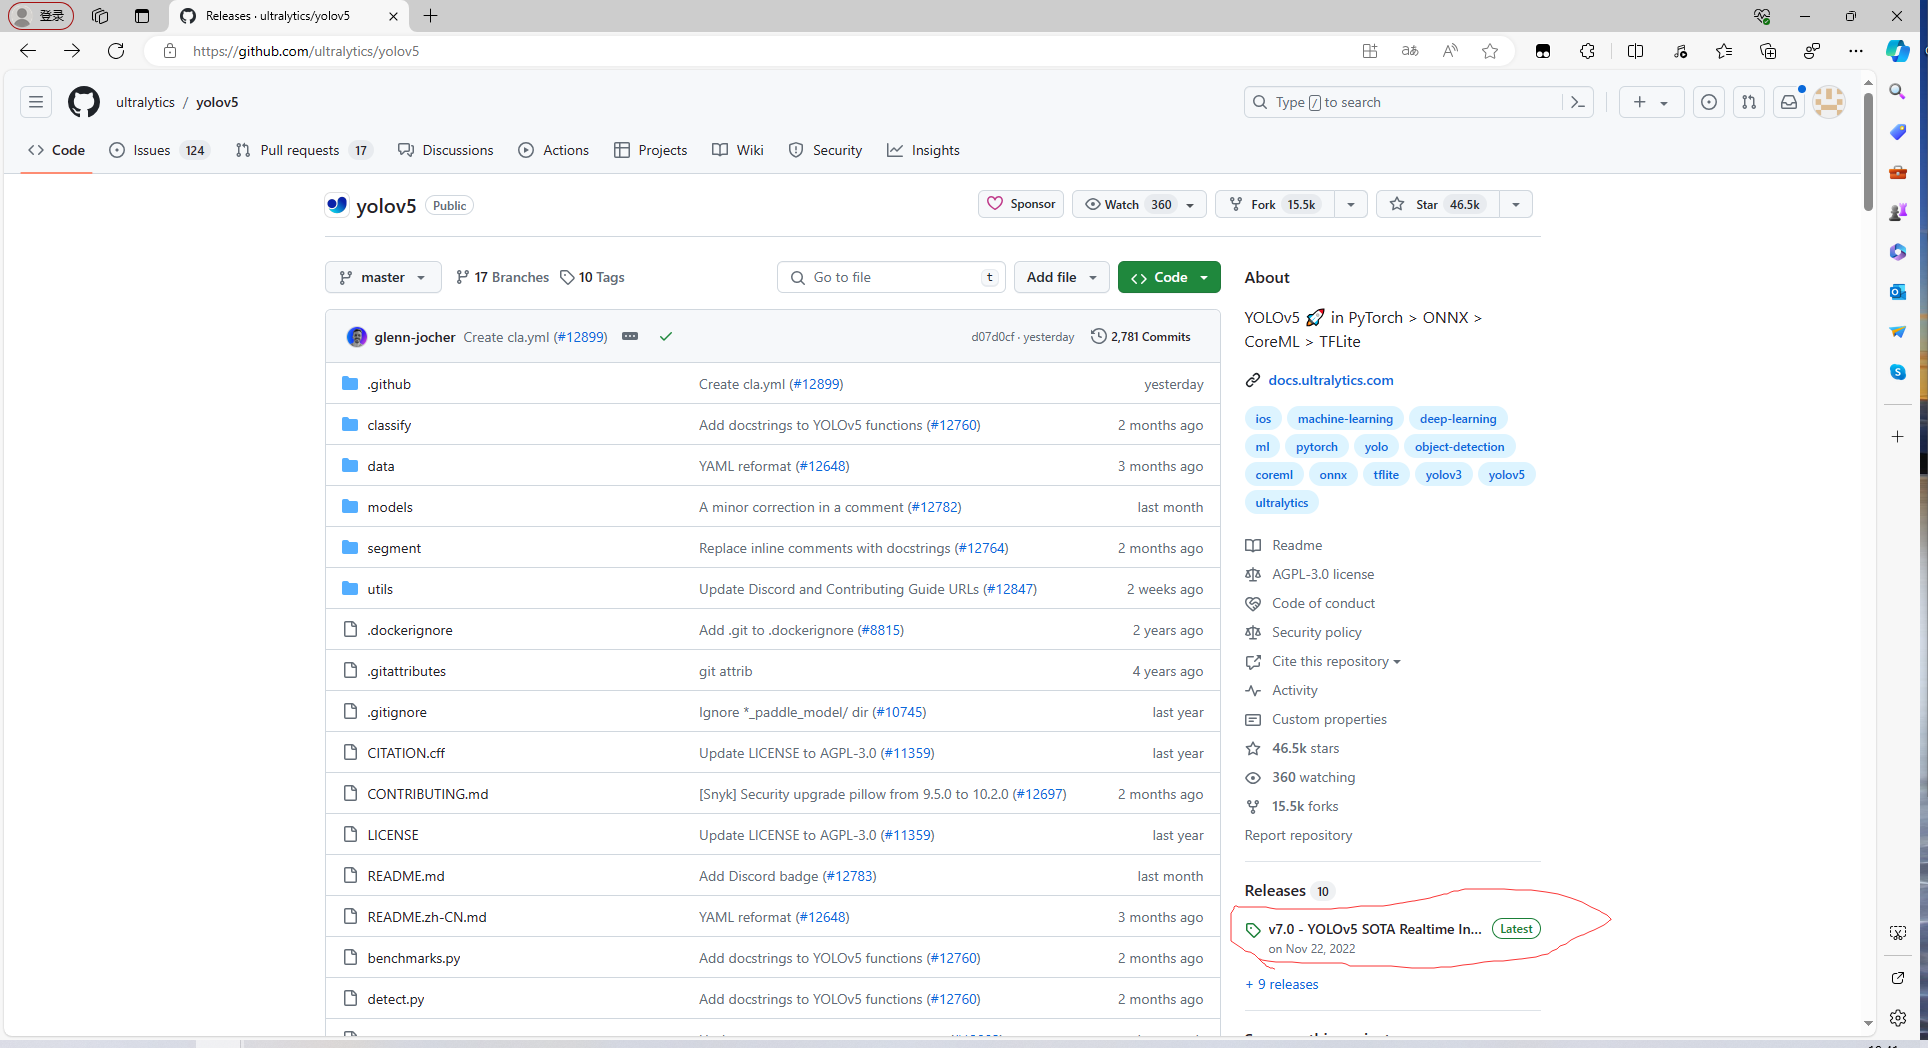 登录
Releases · ultralytics/yolov5
https://github.com/ultralytics/yolov5
ultralytics / yolov5
Type / to search
Code
Issues 124
Pull requests 17
Discussions
Actions
Projects
Wiki
Security
Insights
yolov5 Public
Sponsor
Watch 360
Fork 15.5k
Star 46.5k
master
17 Branches
10 Tags
Go to file t
Add file
Code
glenn-jocher Create cla.yml (#12899)
d07d0cf · yesterday
2,781 Commits
.github Create cla.yml (#12899) yesterday
classify Add docstrings to YOLOv5 functions (#12760) 2 months ago
data YAML reformat (#12648) 3 months ago
models A minor correction in a comment (#12782) last month
segment Replace inline comments with docstrings (#12764) 2 months ago
utils Update Discord and Contributing Guide URLs (#12847) 2 weeks ago
.dockerignore Add .git to .dockerignore (#8815) 2 years ago
.gitattributes git attrib 4 years ago
.gitignore Ignore *_paddle_model/ dir (#10745) last year
CITATION.cff Update LICENSE to AGPL-3.0 (#11359) last year
CONTRIBUTING.md [Snyk] Security upgrade pillow from 9.5.0 to 10.2.0 (#12697) 2 months ago
LICENSE Update LICENSE to AGPL-3.0 (#11359) last year
README.md Add Discord badge (#12783) last month
README.zh-CN.md YAML reformat (#12648) 3 months ago
benchmarks.py Add docstrings to YOLOv5 functions (#12760) 2 months ago
detect.py Add docstrings to YOLOv5 functions (#12760) 2 months ago
About
YOLOv5 🚀 in PyTorch > ONNX >
CoreML > TFLite
docs.ultralytics.com
ios machine-learning deep-learning
ml pytorch yolo object-detection
coreml onnx tflite yolov3 yolov5
ultralytics
Readme
AGPL-3.0 license
Code of conduct
Security policy
Cite this repository
Activity
Custom properties
46.5k stars
360 watching
15.5k forks
Report repository
Releases 10
v7.0 - YOLOv5 SOTA Realtime In... Latest
on Nov 22, 2022
+ 9 releases